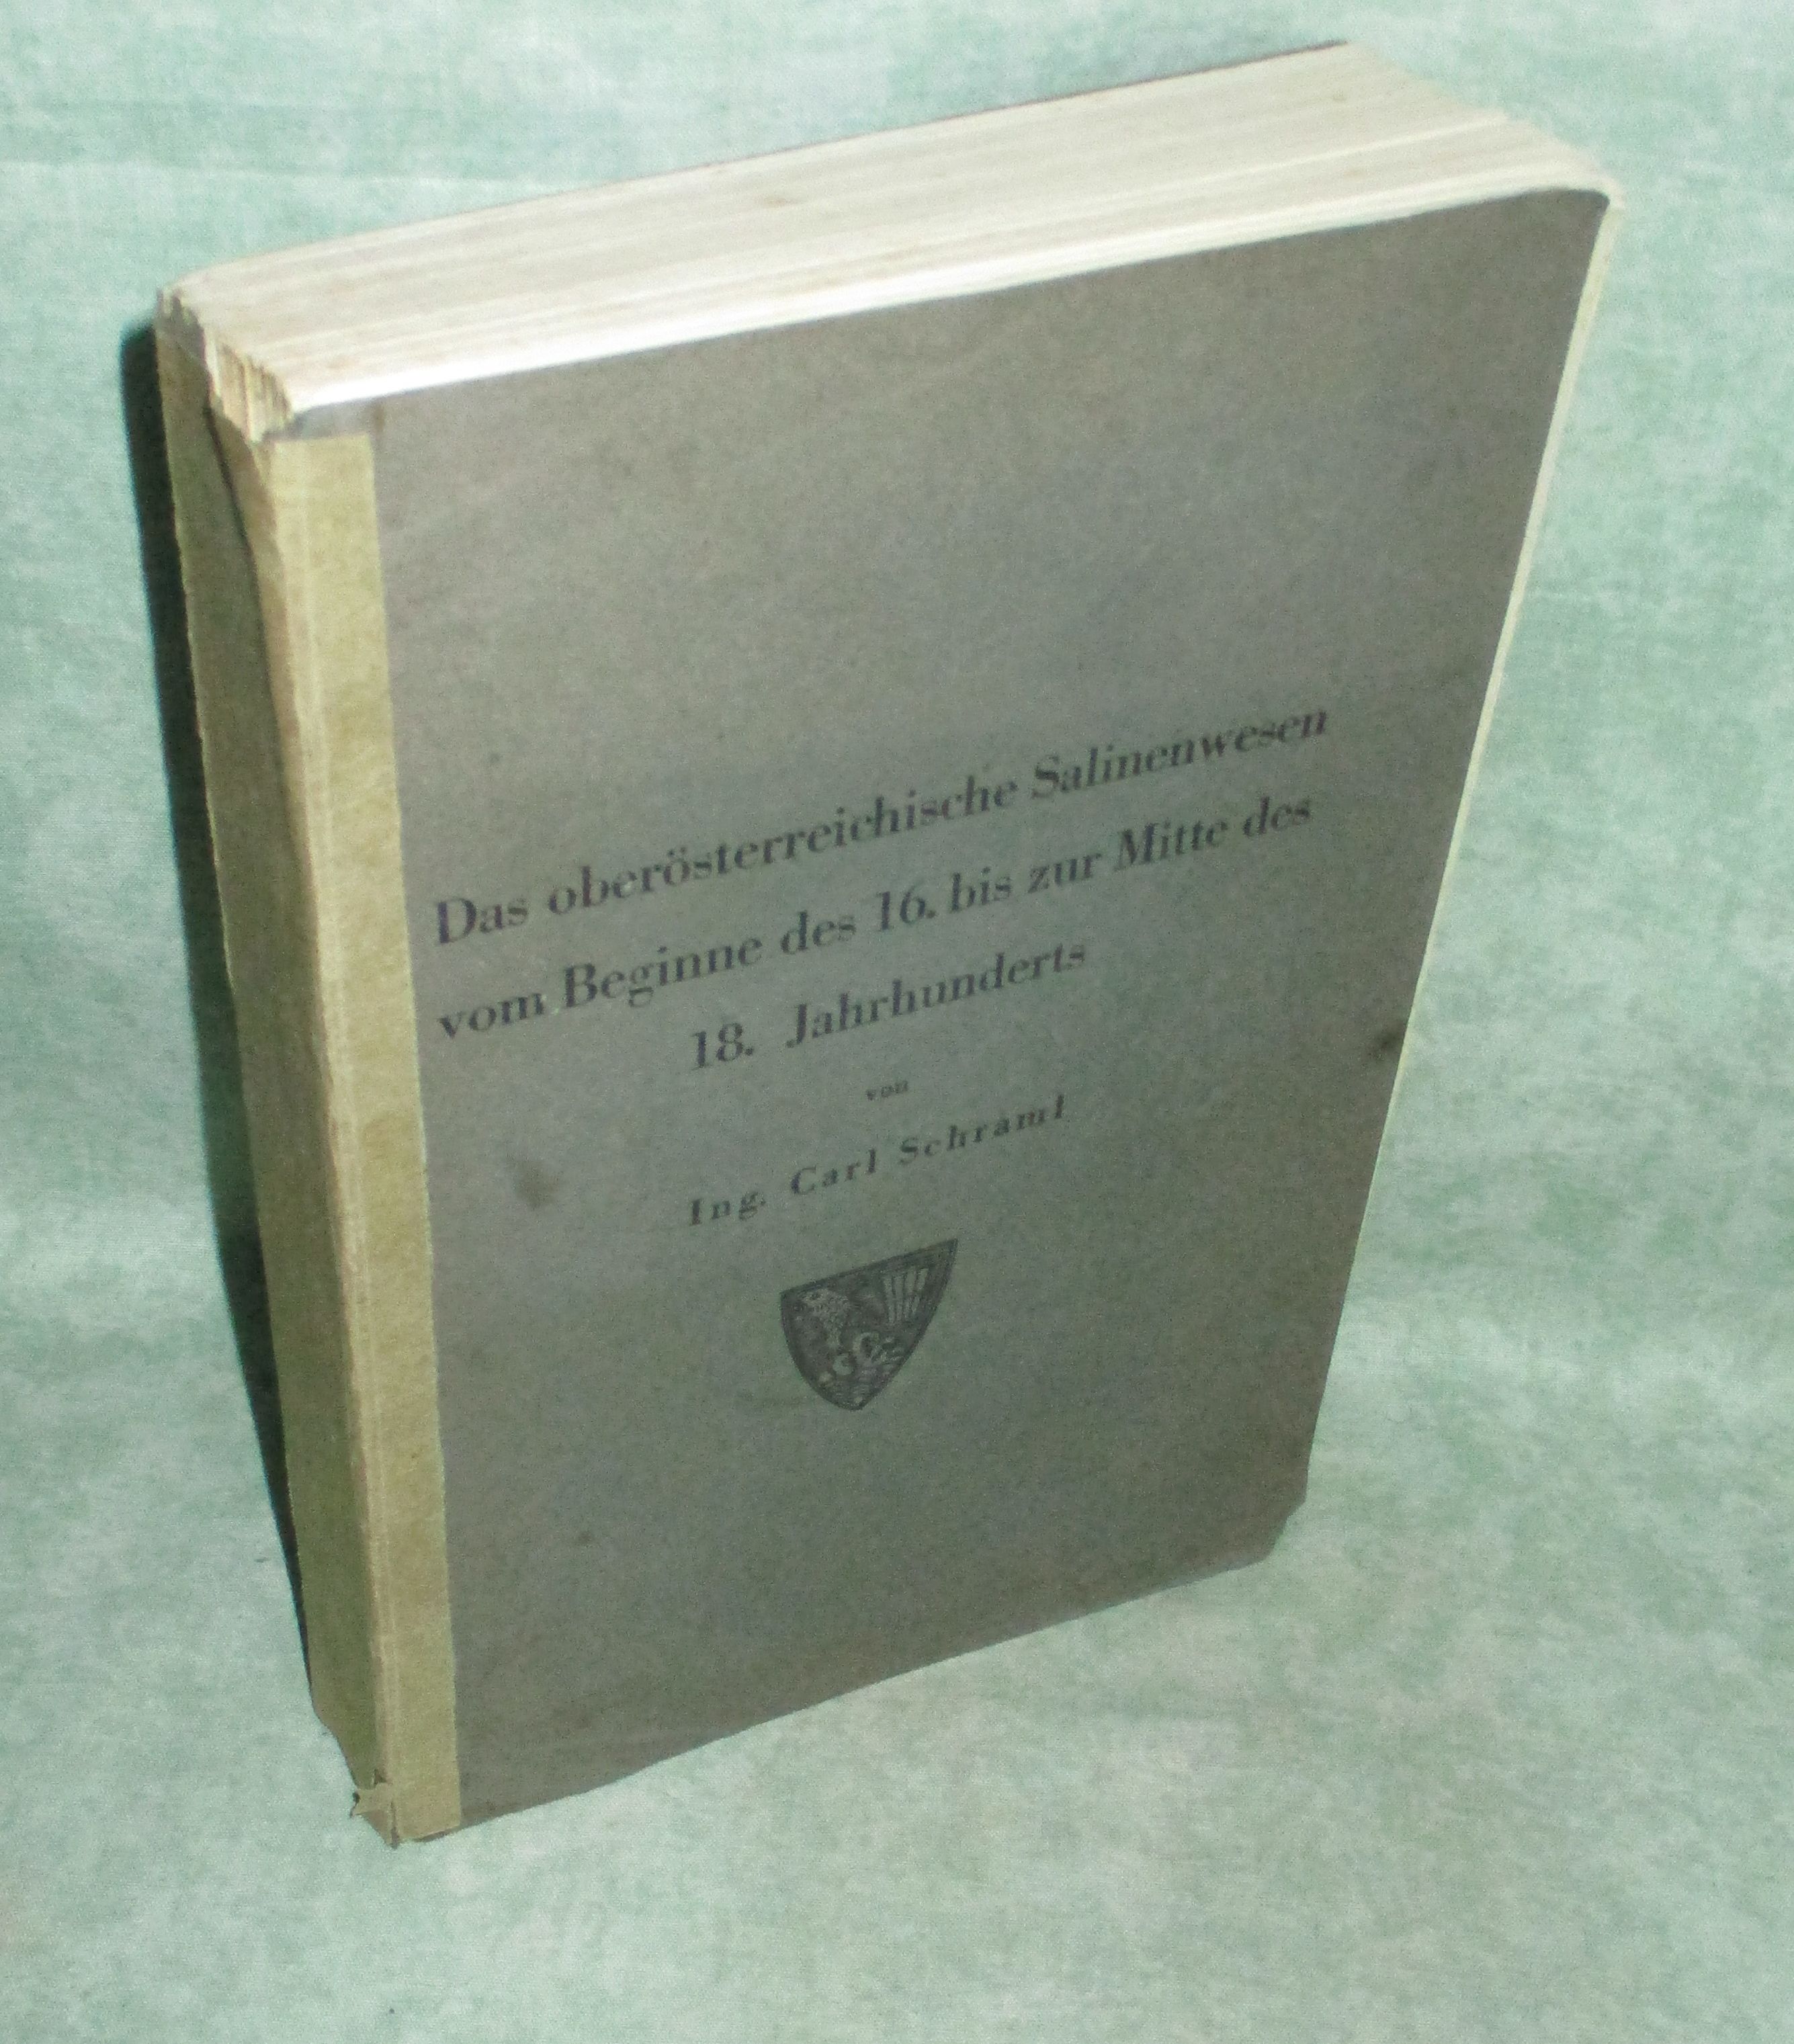 Das oberösterreichische Salinenwesen
vom Beginne des 16. bis zur Mitte des
18. Jahrhunderts
von
Ing. Carl Schraml